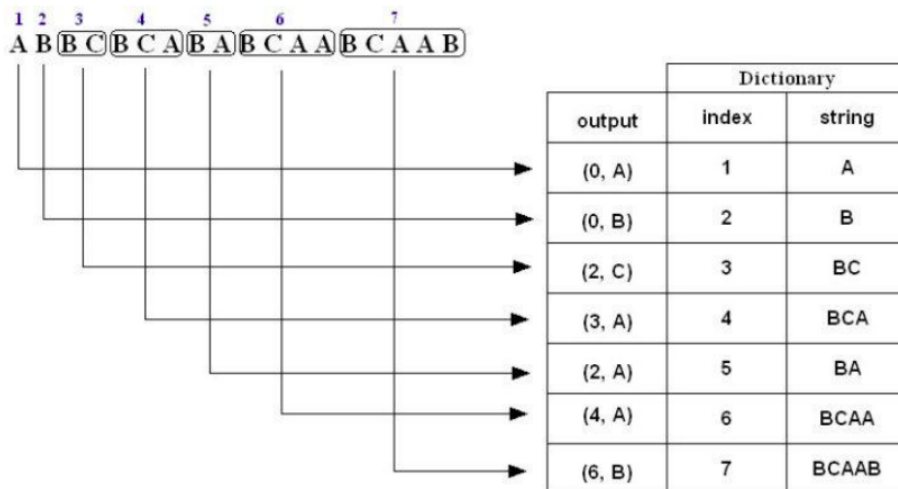 1 2 3 4 5 6 7
A B B C B C A B A B C A A B C A A B
Dictionary
output index string
(0, A) 1 A
(0, B) 2 B
(2, C) 3 BC
(3, A) 4 BCA
(2, A) 5 BA
(4, A) 6 BCAA
(6, B) 7 BCAAB